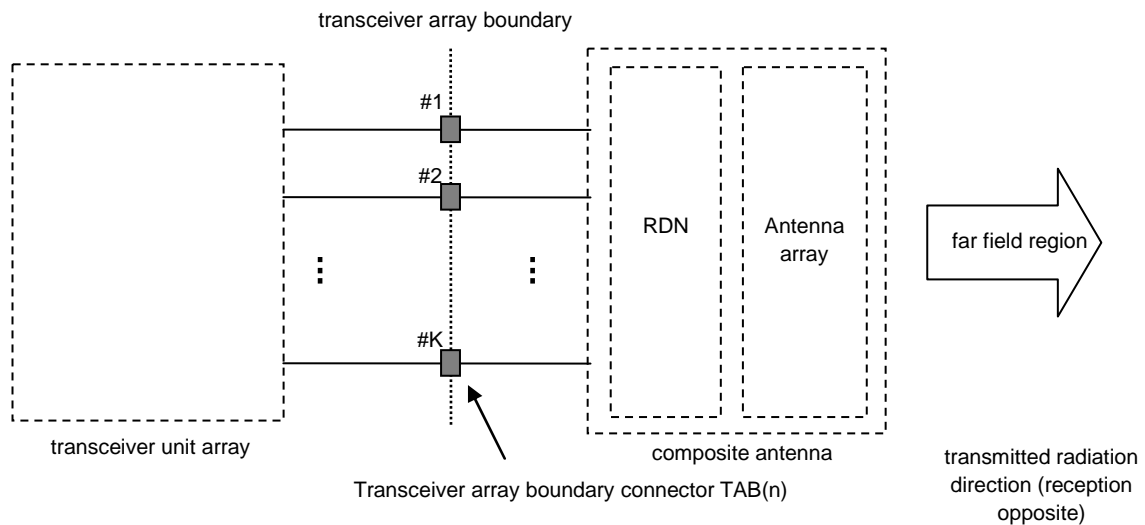 transceiver array boundary
#1
#2
RDN
Antenna
array
far field region
⋮
⋮
#K
transceiver unit array
composite antenna
Transceiver array boundary connector TAB(n)
transmitted radiation
direction (reception
opposite)